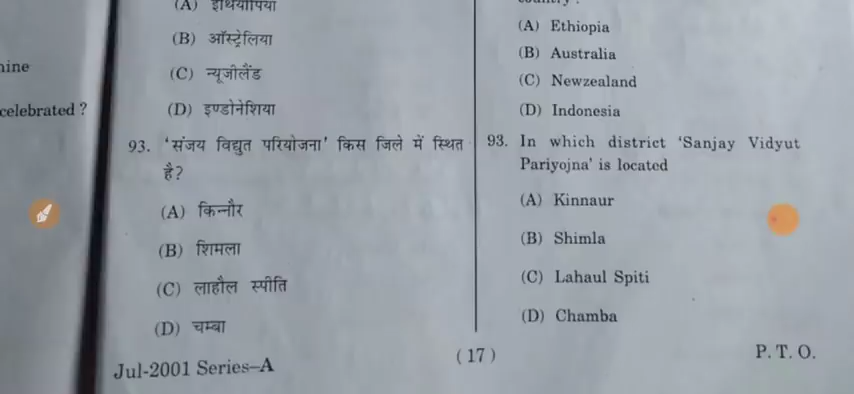 celebrated ?
(A) इथियोपिया
(B) ऑस्ट्रेलिया
(C) न्यूजीलैंड
(D) इण्डोनेशिया
93. 'संजय विद्युत परियोजना' किस जिले में स्थित
है?
(A) किन्नौर
(B) शिमला
(C) लाहौल स्पीति
(D) चम्बा
(A) Ethiopia
(B) Australia
(C) Newzealand
(D) Indonesia
93. In which district 'Sanjay Vidyut
Pariyojna' is located
(A) Kinnaur
(B) Shimla
(C) Lahaul Spiti
(D) Chamba
Jul-2001 Series–A
(17)
P. T. O.